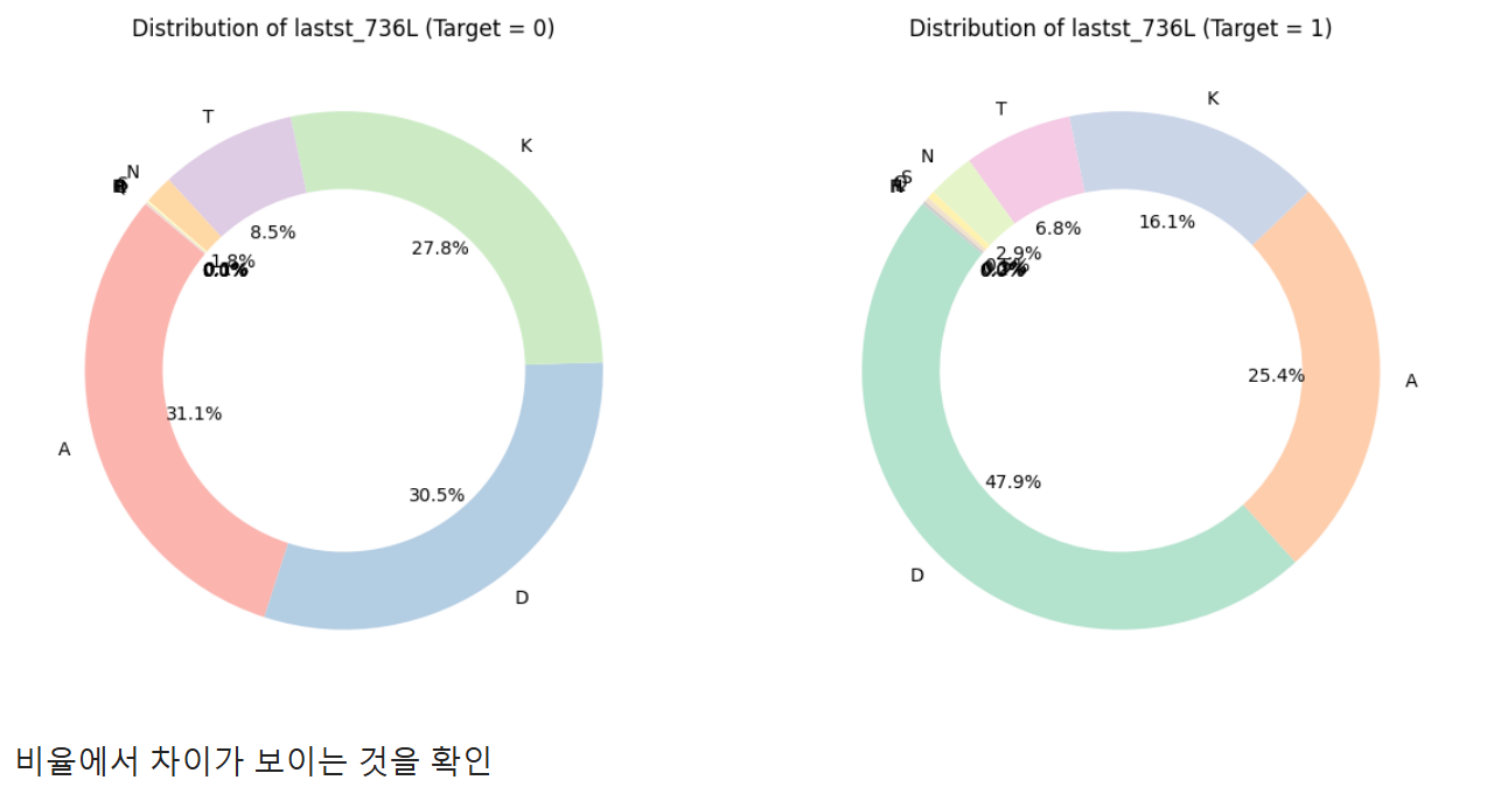 Distribution of lastst_736L (Target = 0)
T
K
N
8.5%
27.8%
1.8%
31.1%
A
30.5%
D
Distribution of lastst_736L (Target = 1)
K
T
N
S
16.1%
6.8%
2.9%
25.4%
A
47.9%
D
비율에서 차이가 보이는 것을 확인